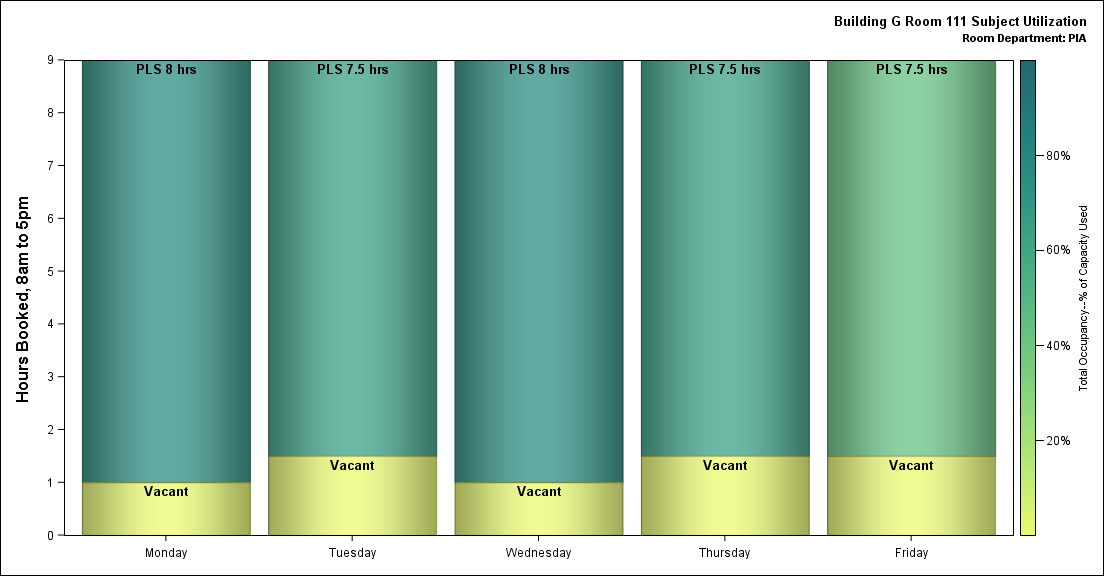 Building G Room 111 Subject Utilization
Room Department: PIA
Hours Booked, 8am to 5pm
9
8
7
6
5
4
3
2
1
0
PLS 8 hrs
PLS 7.5 hrs
PLS 8 hrs
PLS 7.5 hrs
PLS 7.5 hrs
Vacant
Vacant
Vacant
Vacant
Vacant
Monday
Tuesday
Wednesday
Thursday
Friday
80%
60%
40%
20%
Total Occupancy--% of Capacity Used